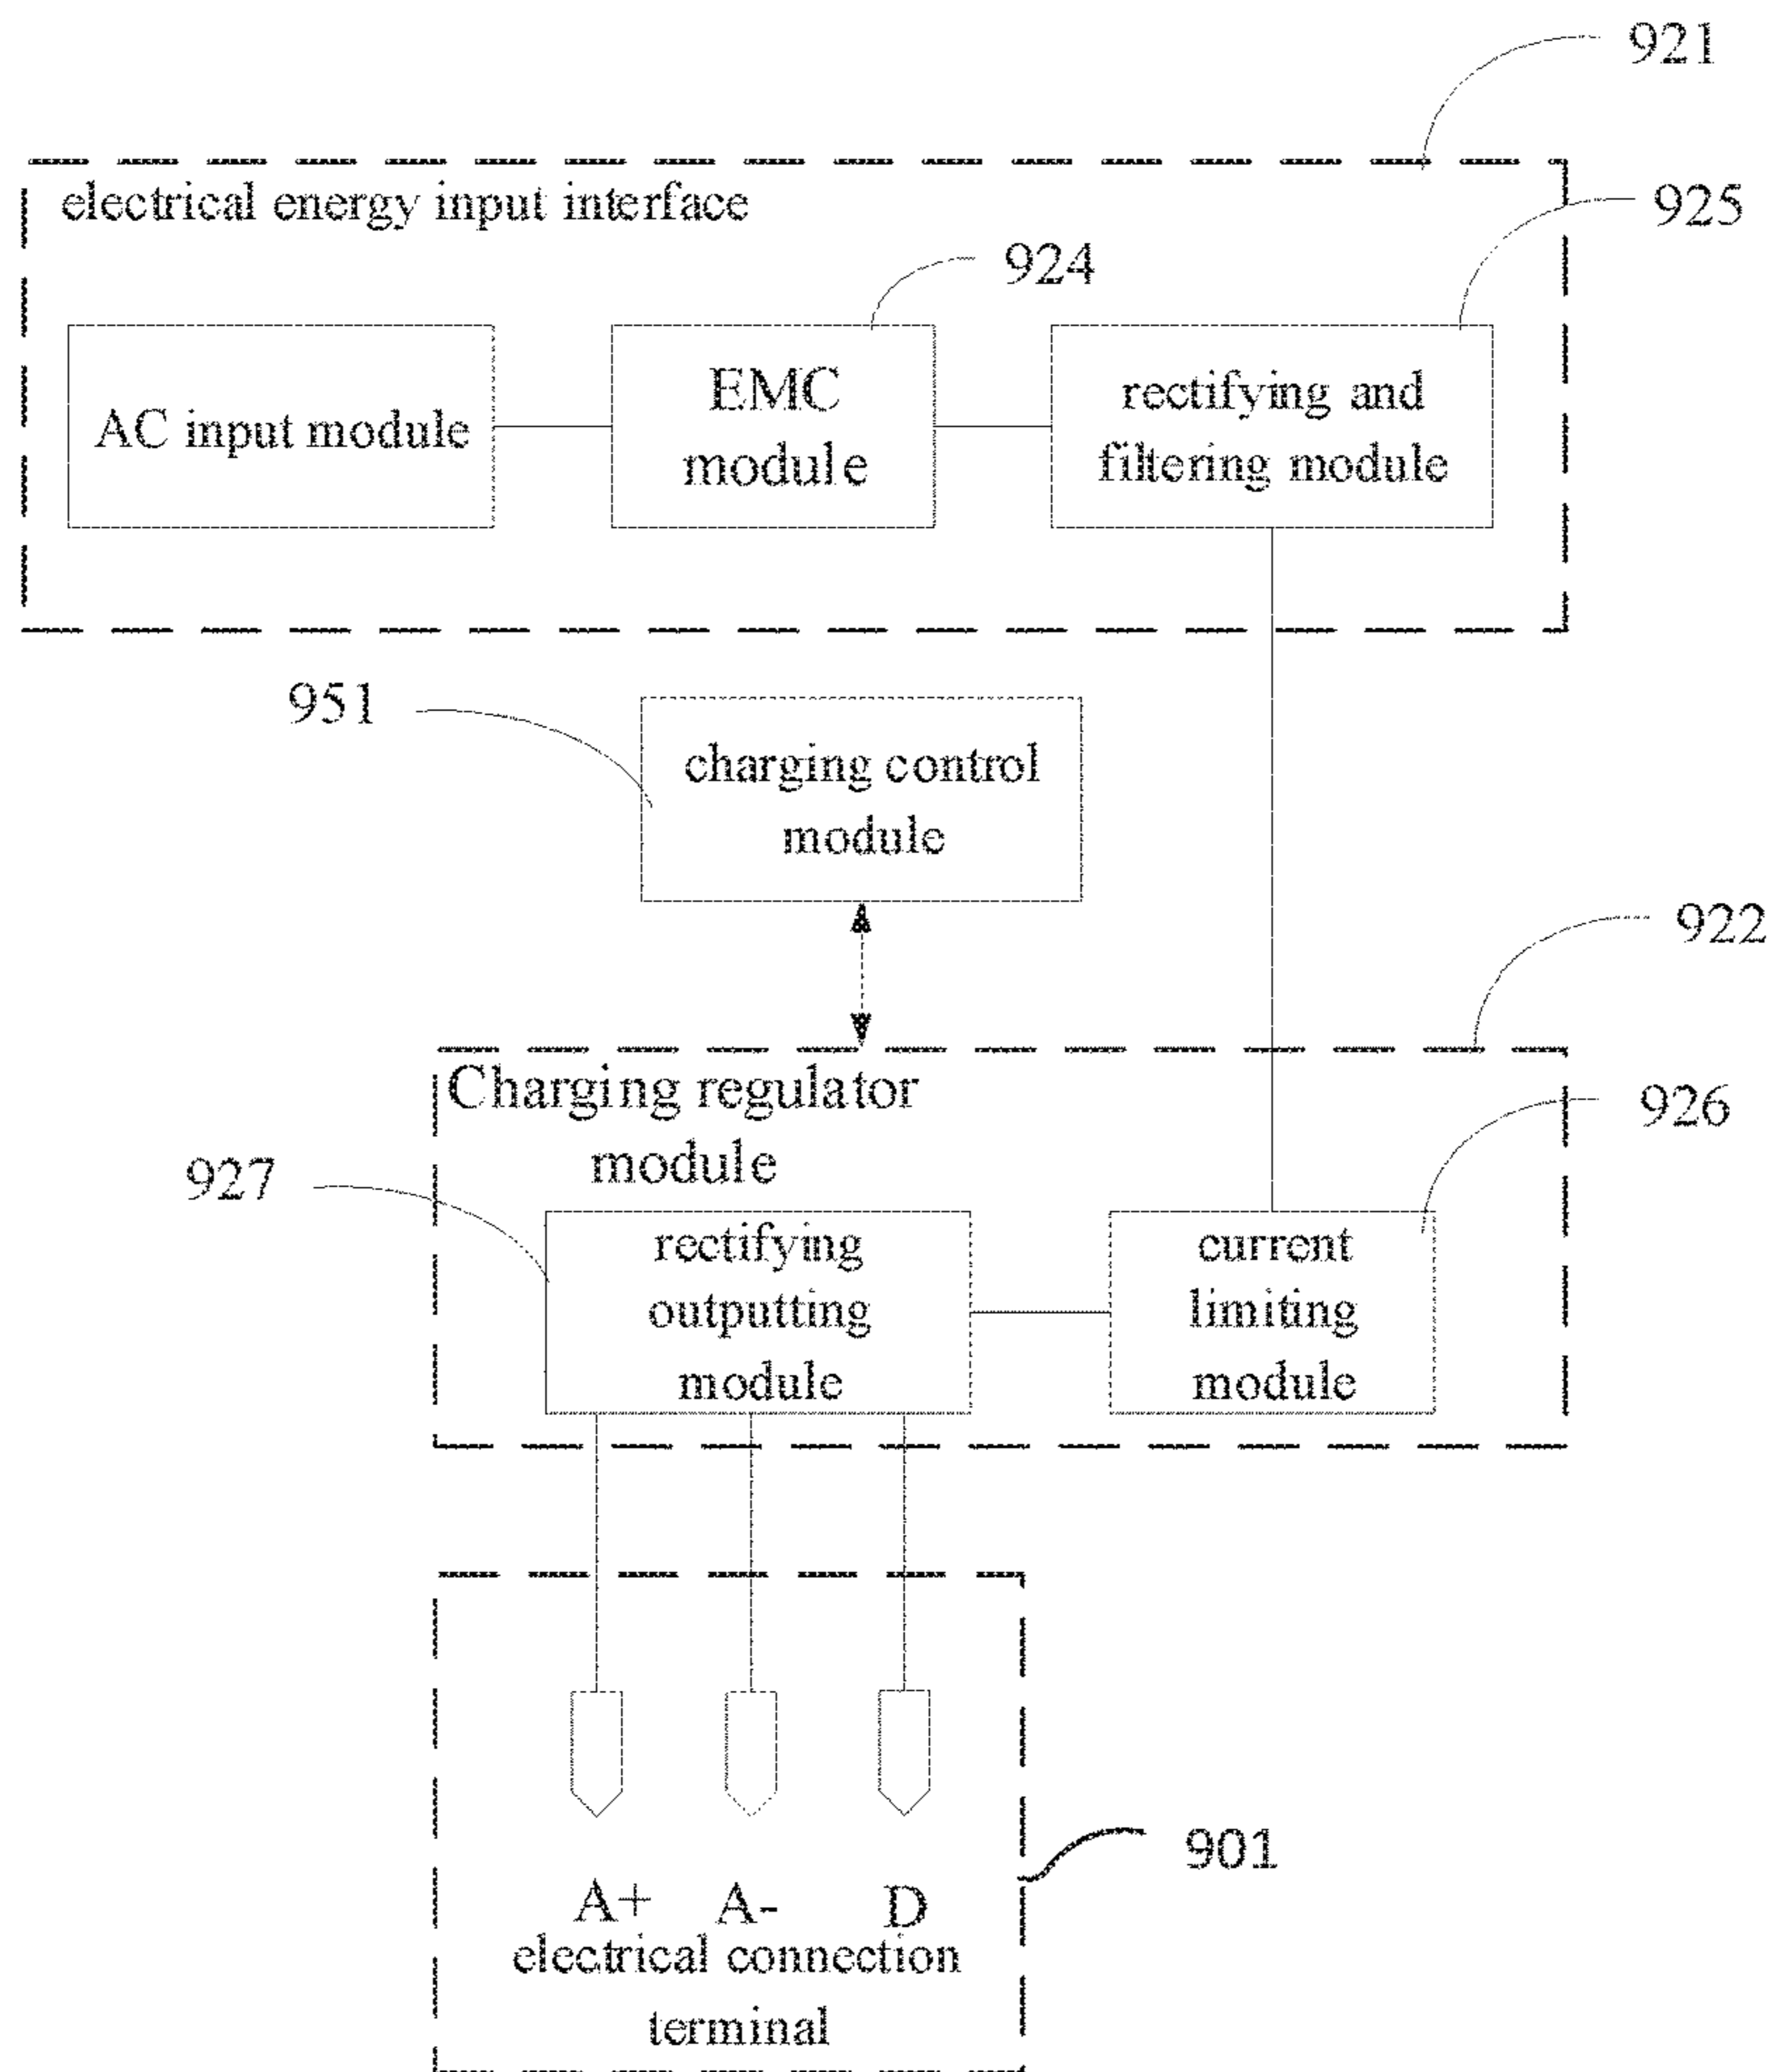 921
electrical energy input interface
925
924
AC input module
EMC
module
rectifying and
filtering module
951
charging control
module
922
Charging regulator
module
926
927
rectifying
outputting
module
current
limiting
module
901
A+ A- D
electrical connection
terminal